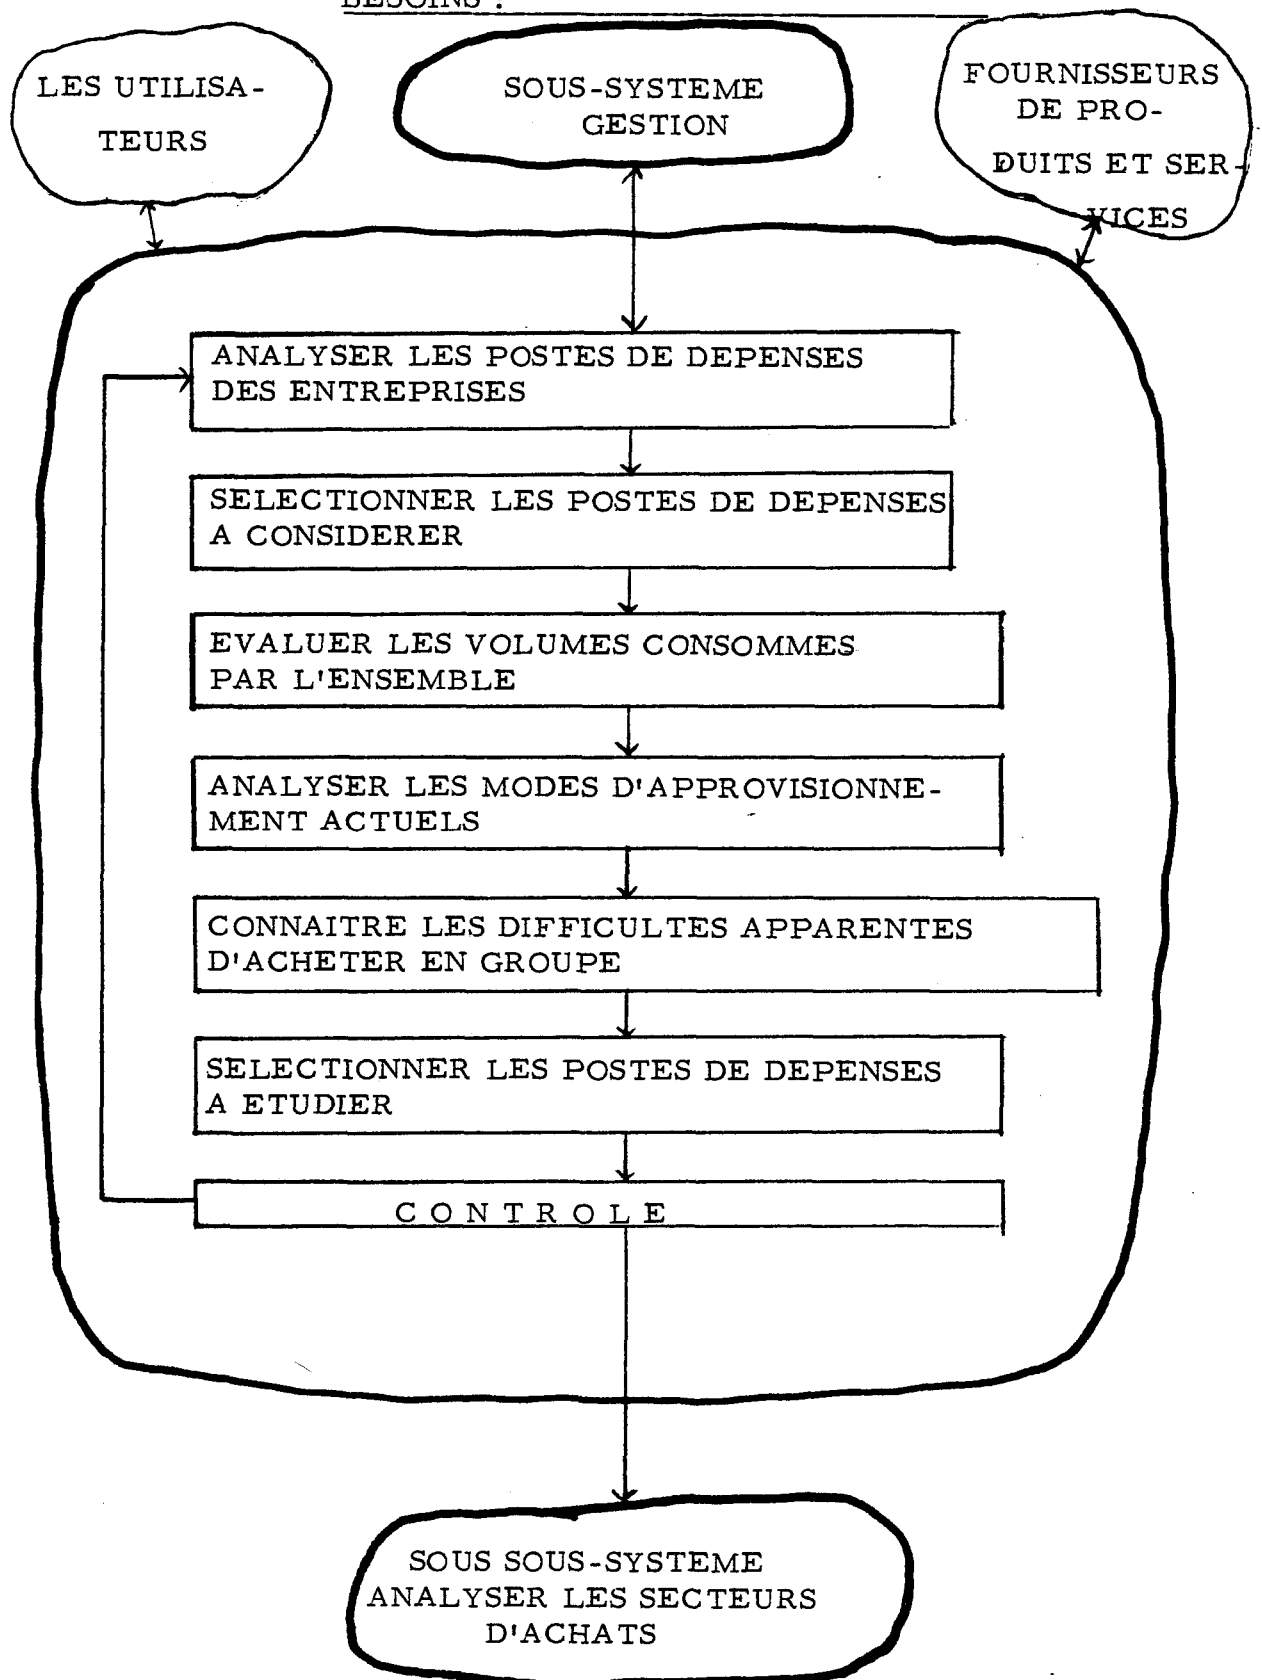 BESOINS :
LES UTILISA-
TEURS
SOUS-SYSTEME
GESTION
FOURNISSEURS
DE PRO-
DUITS ET SER-
VICES
ANALYSER LES POSTES DE DEPENSES
DES ENTREPRISES
SELECTIONNER LES POSTES DE DEPENSES
A CONSIDERER
EVALUER LES VOLUMES CONSOMMES
PAR L'ENSEMBLE
ANALYSER LES MODES D'APPROVISIONNE-
MENT ACTUELS
CONNAITRE LES DIFFICULTES APPARENTES
D'ACHETER EN GROUPE
SELECTIONNER LES POSTES DE DEPENSES
A ETUDIER
C O N T R O L E
SOUS SOUS-SYSTEME
ANALYSER LES SECTEURS
D'ACHATS